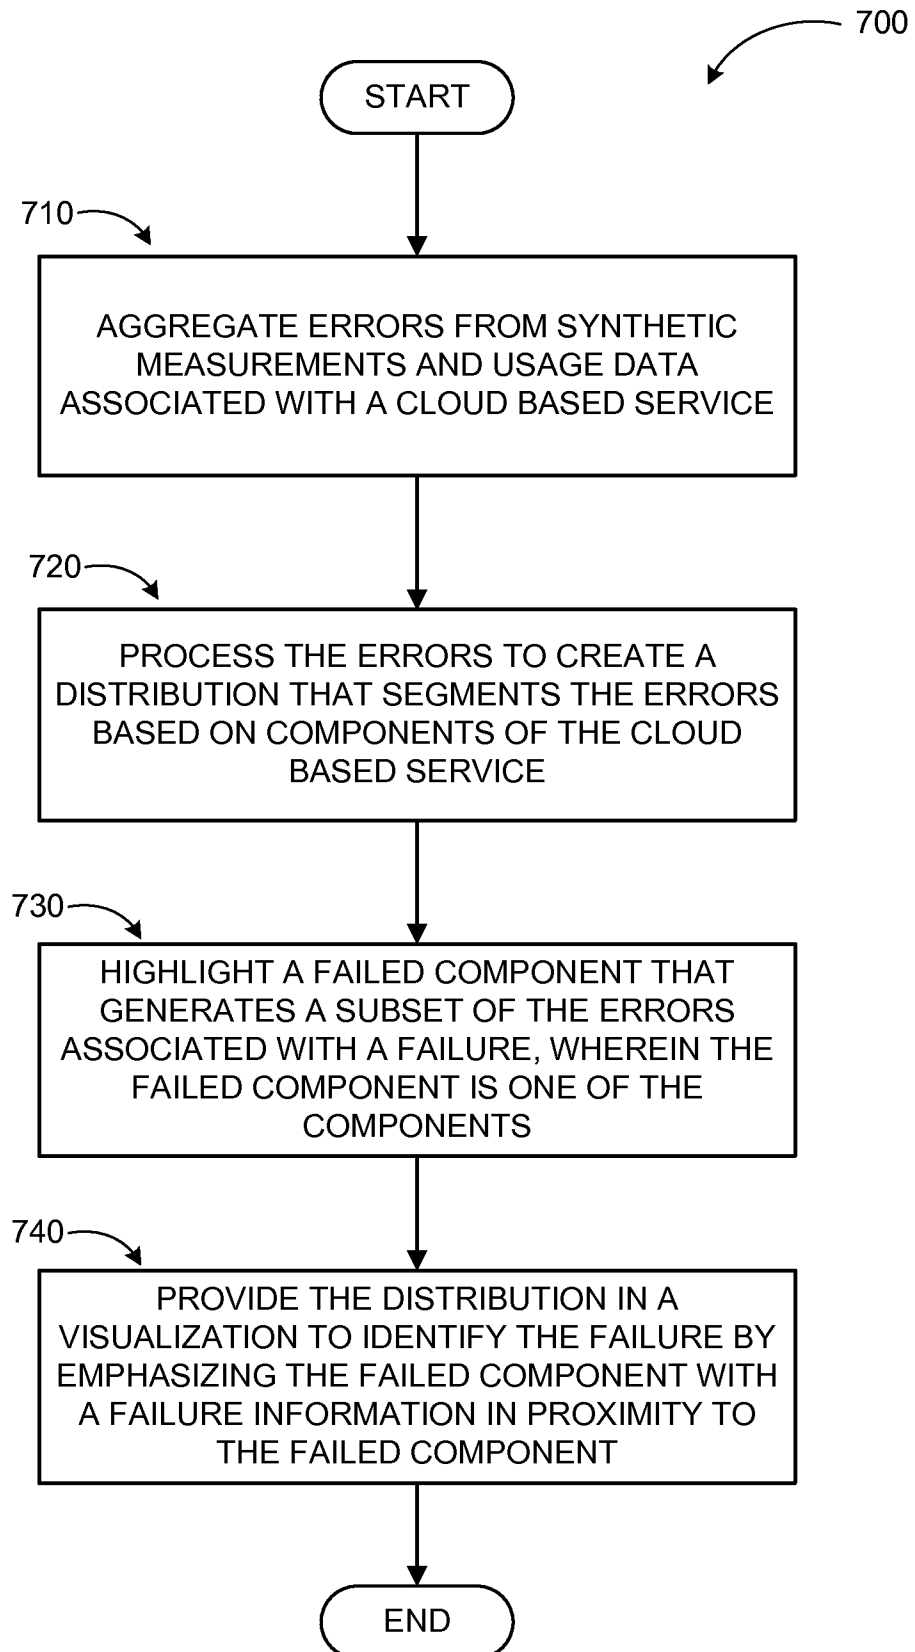 700
START
710
AGGREGATE ERRORS FROM SYNTHETIC
MEASUREMENTS AND USAGE DATA
ASSOCIATED WITH A CLOUD BASED SERVICE
720
PROCESS THE ERRORS TO CREATE A
DISTRIBUTION THAT SEGMENTS THE ERRORS
BASED ON COMPONENTS OF THE CLOUD
BASED SERVICE
730
HIGHLIGHT A FAILED COMPONENT THAT
GENERATES A SUBSET OF THE ERRORS
ASSOCIATED WITH A FAILURE, WHEREIN THE
FAILED COMPONENT IS ONE OF THE
COMPONENTS
740
PROVIDE THE DISTRIBUTION IN A
VISUALIZATION TO IDENTIFY THE FAILURE BY
EMPHASIZING THE FAILED COMPONENT WITH
A FAILURE INFORMATION IN PROXIMITY TO
THE FAILED COMPONENT
END